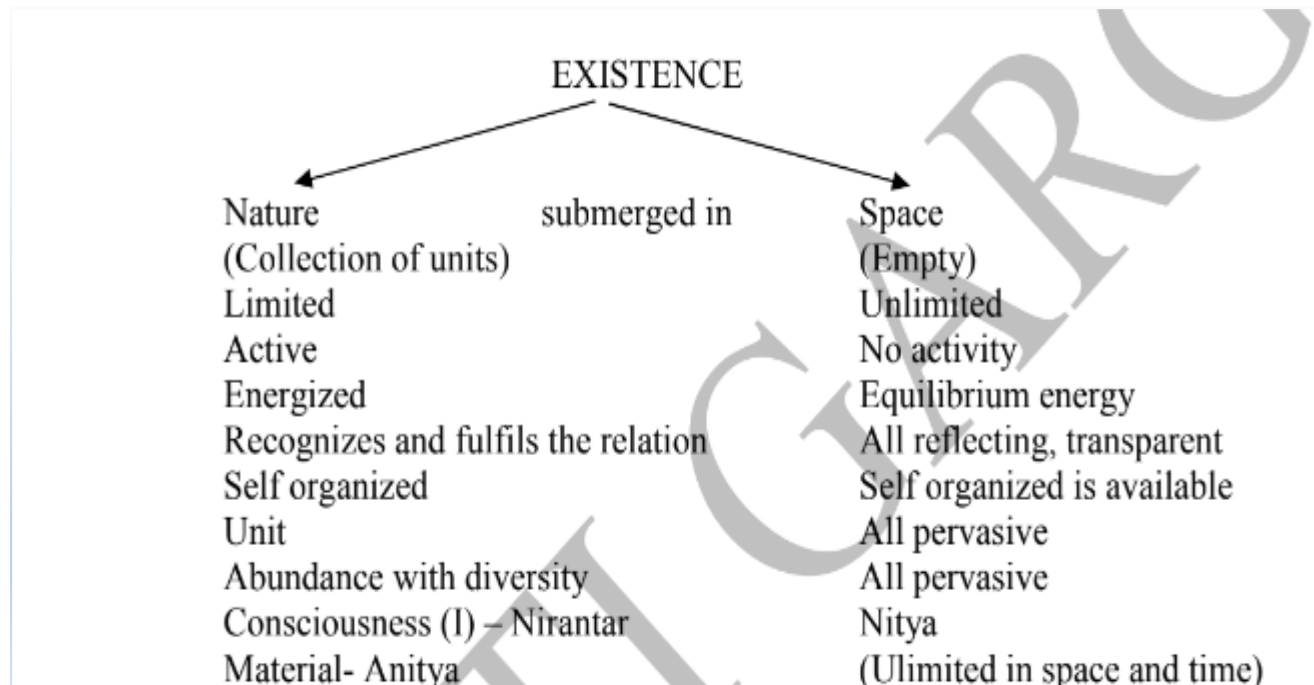 EXISTENCE
Nature submerged in Space
(Collection of units) (Empty)
Limited Unlimited
Active No activity
Energized Equilibrium energy
Recognizes and fulfils the relation All reflecting, transparent
Self organized Self organized is available
Unit All pervasive
Abundance with diversity All pervasive
Consciousness (I) – Nirantar Nitya
Material- Anitya (Ulimited in space and time)